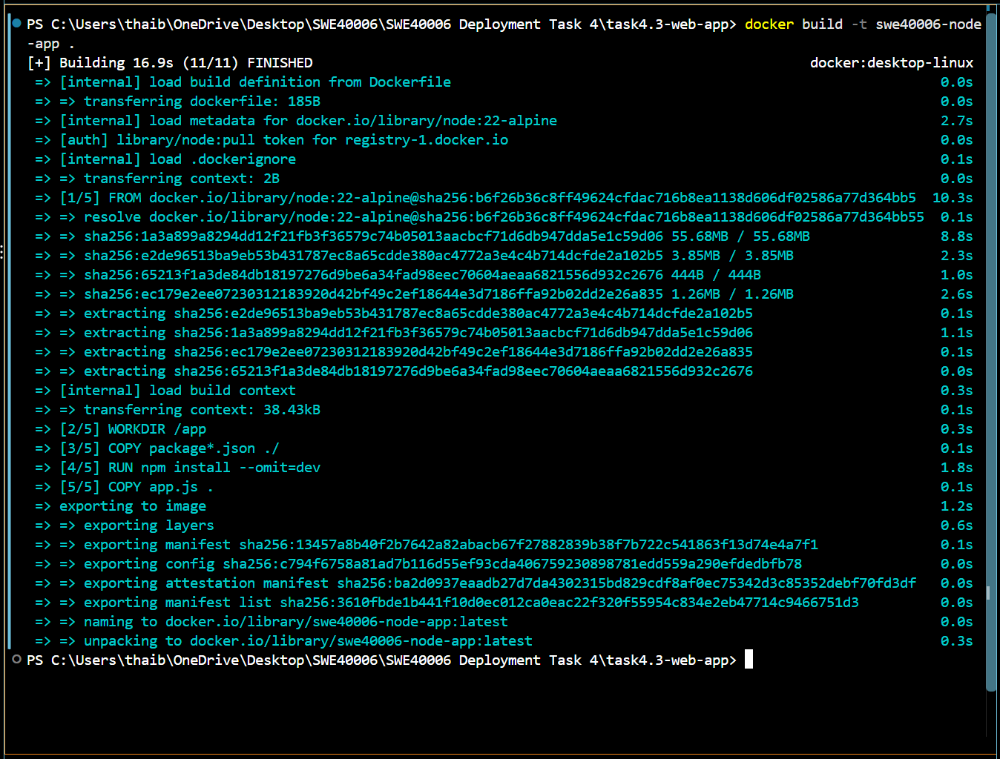 PS C:\Users\thaib\OneDrive\Desktop\SWE40006\SWE40006 Deployment Task 4\task4.3-web-app> docker build -t swe40006-node
-app .
[+] Building 16.9s (11/11) FINISHED docker:desktop-linux
=> [internal] load build definition from Dockerfile 0.0s
=> => transferring dockerfile: 185B 0.0s
=> [internal] load metadata for docker.io/library/node:22-alpine 2.7s
=> [auth] library/node:pull token for registry-1.docker.io 0.0s
=> [internal] load .dockerignore 0.1s
=> => transferring context: 2B 0.0s
=> [1/5] FROM docker.io/library/node:22-alpine@sha256:b6f26b36c8ff49624cfdac716b8ea1138d606df02586a77d364bb5 10.3s
=> => resolve docker.io/library/node:22-alpine@sha256:b6f26b36c8ff49624cfdac716b8ea1138d606df02586a77d364bb55 0.1s
=> => sha256:1a3a899a8294dd12f21fb3f36579c74b05013aacbcf71d6db947dda5e1c59d06 55.68MB / 55.68MB 8.8s
=> => sha256:e2de96513ba9eb53b431787ec8a65cdde380ac4772a3e4c4b714dcfde2a102b5 3.85MB / 3.85MB 2.3s
=> => sha256:65213f1a3de84db18197276d9be6a34fad98eec70604aeaa6821556d932c2676 444B / 444B 1.0s
=> => sha256:ec179e2ee07230312183920d42bf49c2ef18644e3d7186ffa92b02dd2e26a835 1.26MB / 1.26MB 2.6s
=> => extracting sha256:e2de96513ba9eb53b431787ec8a65cdde380ac4772a3e4c4b714dcfde2a102b5 0.1s
=> => extracting sha256:1a3a899a8294dd12f21fb3f36579c74b05013aacbcf71d6db947dda5e1c59d06 1.1s
=> => extracting sha256:ec179e2ee07230312183920d42bf49c2ef18644e3d7186ffa92b02dd2e26a835 0.1s
=> => extracting sha256:65213f1a3de84db18197276d9be6a34fad98eec70604aeaa6821556d932c2676 0.0s
=> [internal] load build context 0.3s
=> => transferring context: 38.43kB 0.1s
=> [2/5] WORKDIR /app 0.3s
=> [3/5] COPY package*.json ./ 0.1s
=> [4/5] RUN npm install --omit=dev 1.8s
=> [5/5] COPY app.js . 0.1s
=> exporting to image 1.2s
=> => exporting layers 0.6s
=> => exporting manifest sha256:13457a8b40f2b7642a82abacb67f27882839b38f7b722c541863f13d74e4a7f1 0.1s
=> => exporting config sha256:c794f6758a81ad7b116d55ef93cda406759230898781edd559a290efdedbfb78 0.0s
=> => exporting attestation manifest sha256:ba2d0937eaadb27d7da4302315bd829cdf8af0ec75342d3c85352debf70fd3df 0.0s
=> => exporting manifest list sha256:3610fbde1b441f10d0ec012ca0eac22f320f55954c834e2eb47714c9466751d3 0.0s
=> => naming to docker.io/library/swe40006-node-app:latest 0.0s
=> => unpacking to docker.io/library/swe40006-node-app:latest 0.3s
PS C:\Users\thaib\OneDrive\Desktop\SWE40006\SWE40006 Deployment Task 4\task4.3-web-app>